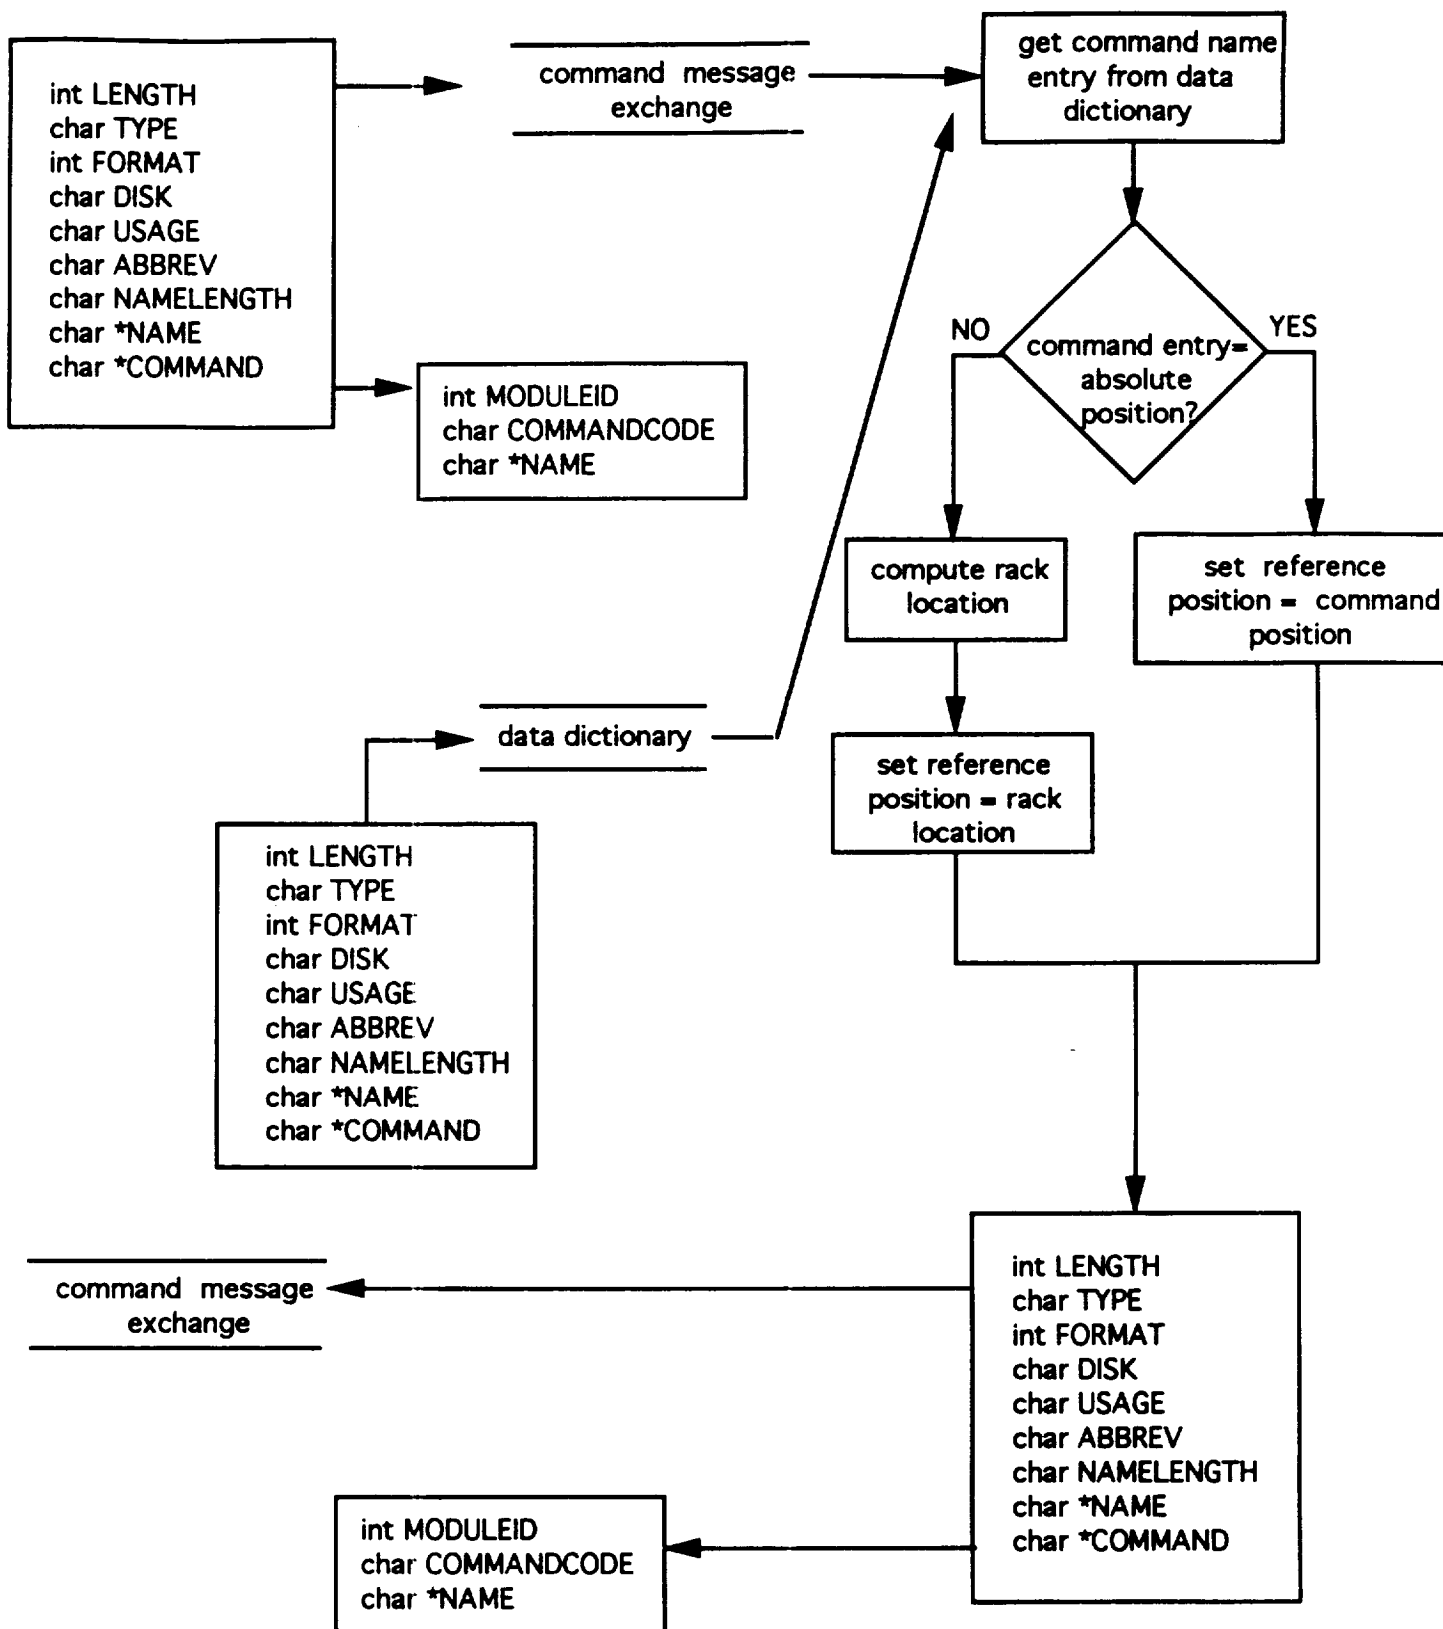 int LENGTH
char TYPE
int FORMAT
char DISK
char USAGE
char ABBREV
char NAMELENGTH
char *NAME
char *COMMAND
command message
exchange
get command name
entry from data
dictionary
int MODULEID
char COMMANDCODE
char *NAME
NO
YES
command entry=
absolute
position?
compute rack
location
set reference
position = command
position
data dictionary
set reference
position = rack
location
int LENGTH
char TYPE
int FORMAT
char DISK
char USAGE
char ABBREV
char NAMELENGTH
char *NAME
char *COMMAND
command message
exchange
int LENGTH
char TYPE
int FORMAT
char DISK
char USAGE
char ABBREV
char NAMELENGTH
char *NAME
char *COMMAND
int MODULEID
char COMMANDCODE
char *NAME